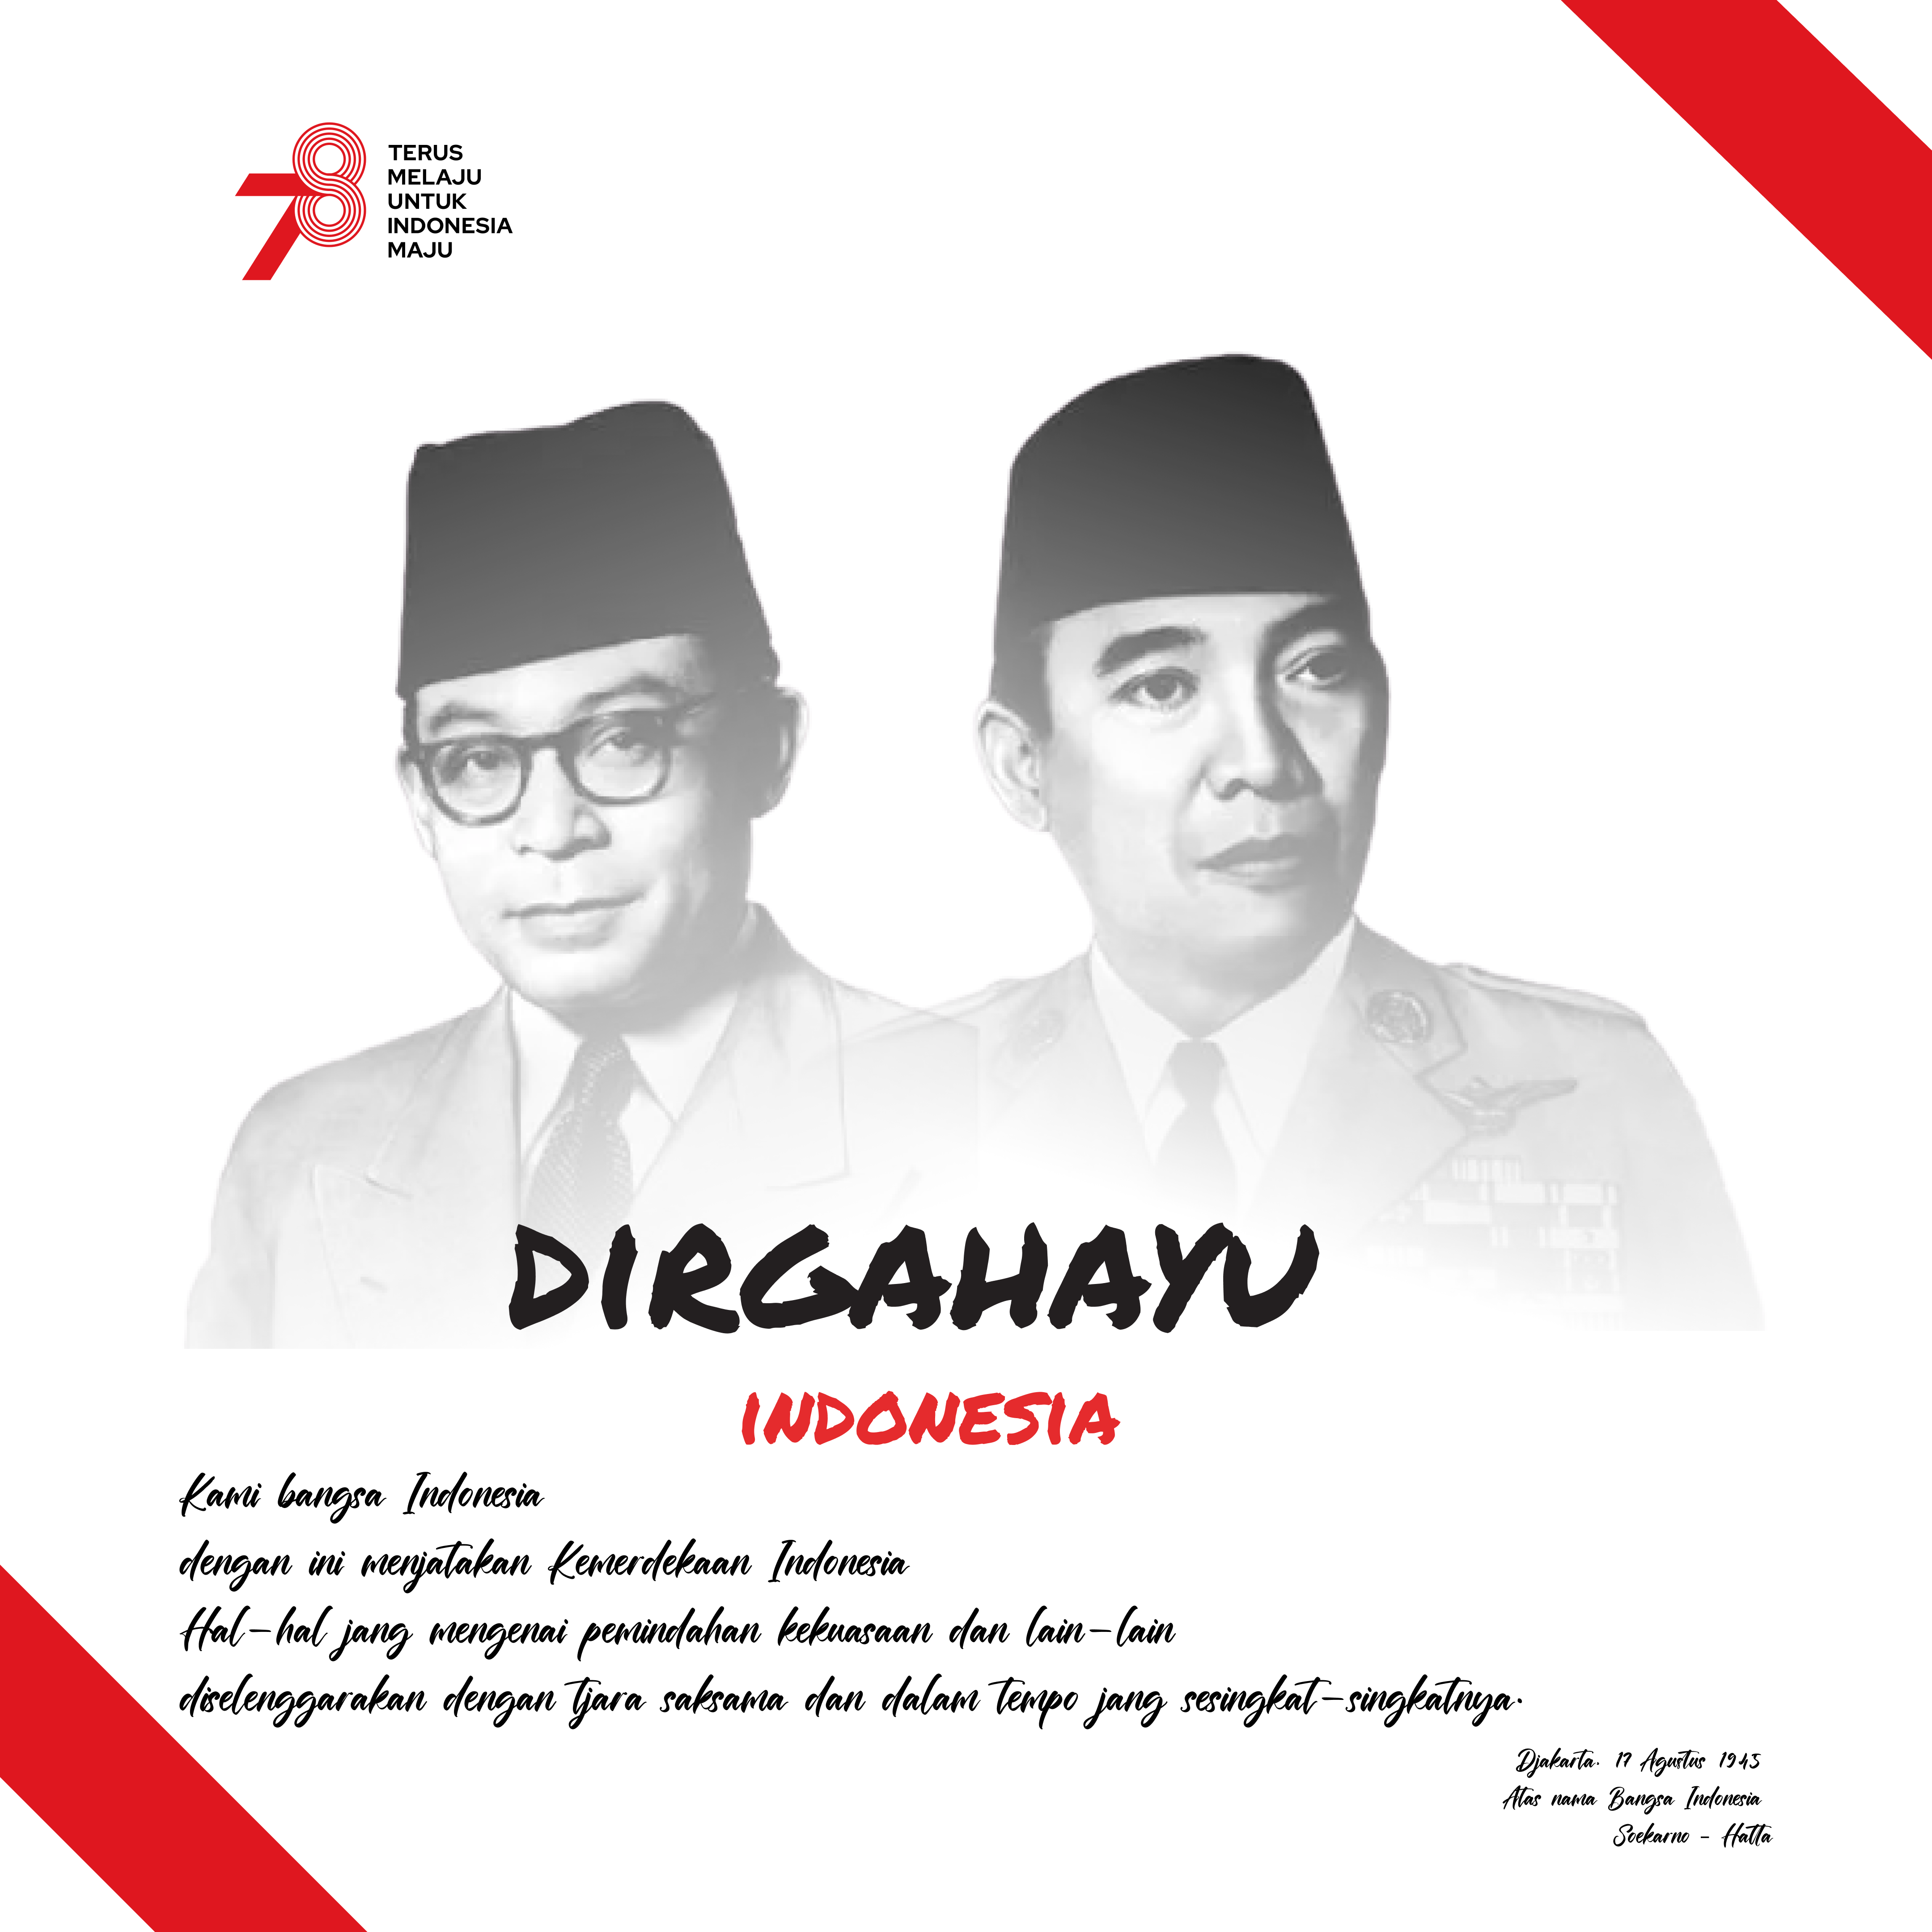 78
TERUS
MELAJU
UNTUK
INDONESIA
MAJU
DIRGAHAYU
INDONESIA
Kami bangsa Indonesia
dengan ini menjatakan Kemerdekaan Indonesia
Hal-hal jang mengenai pemindahan kekuasaan dan lain-lain
diselenggarakan dengan tjara saksama dan dalam tempo jang sesingkat-singkatnya.
Djakarta. 17 Agustus 1945
Atas nama Bangsa Indonesia
Soekarno - Hatta